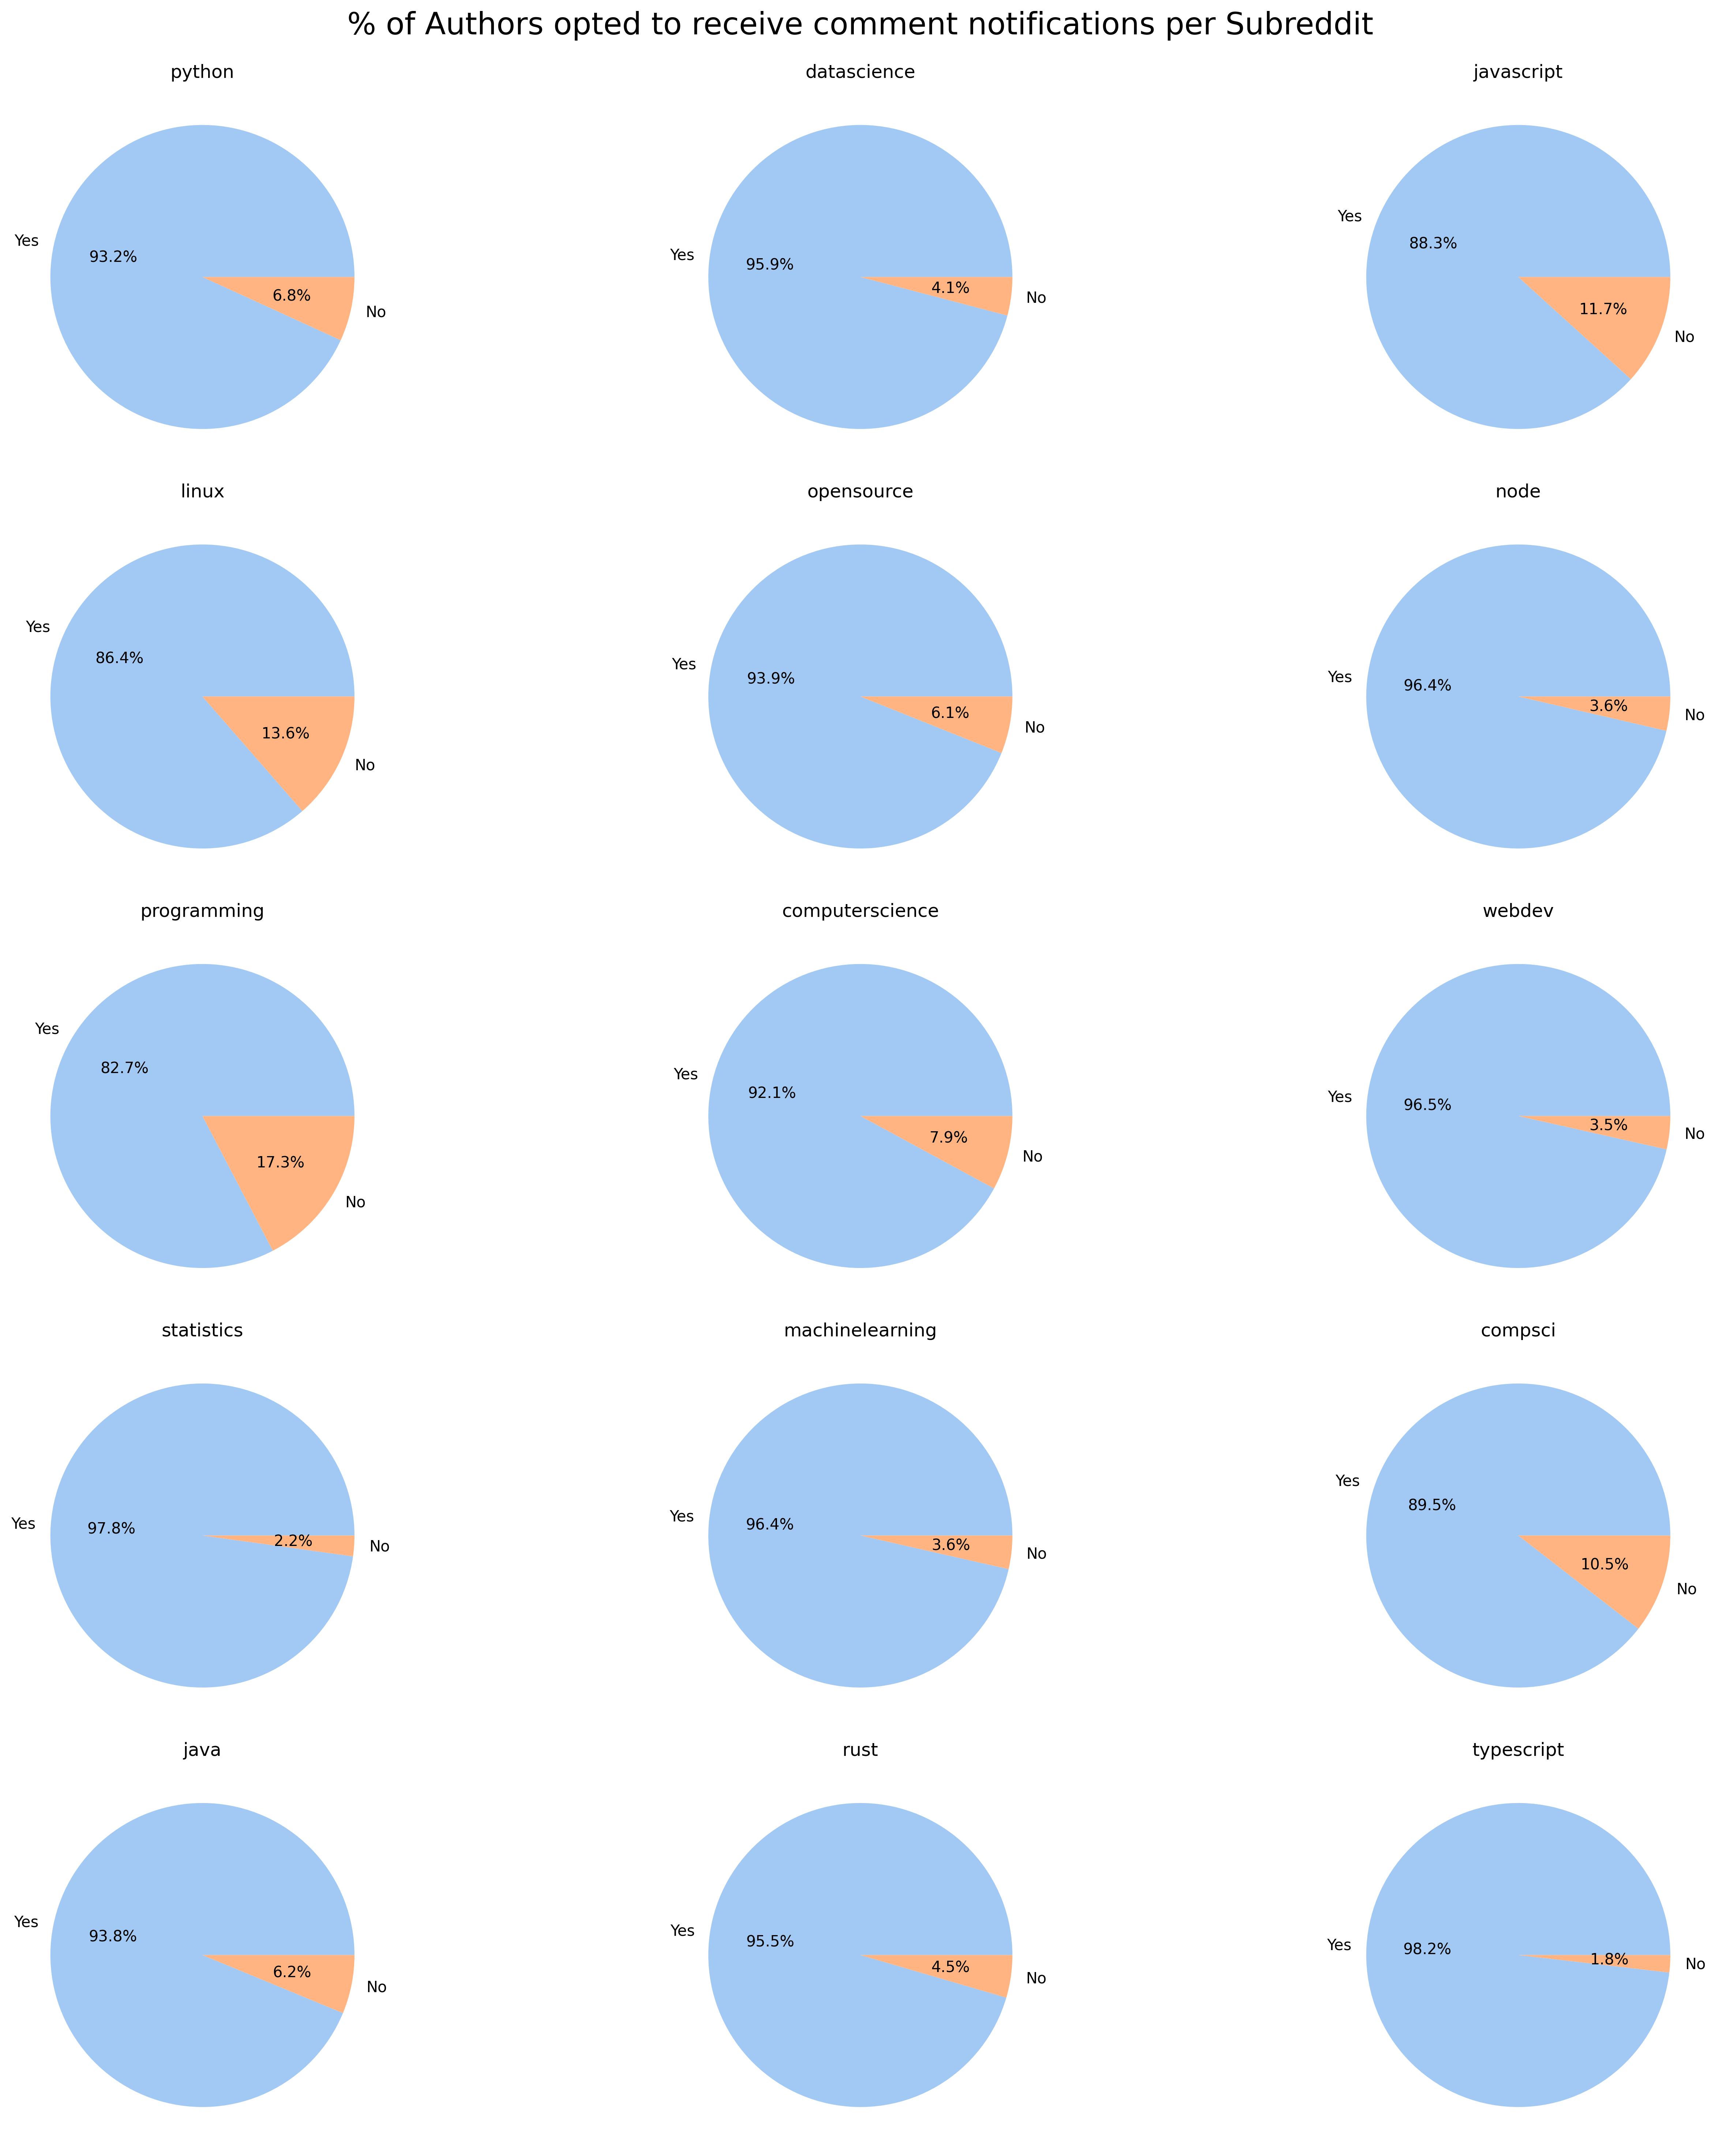 % of Authors opted to receive comment notifications per Subreddit
python
Yes
93.2%
6.8%
No
datascience
Yes
95.9%
4.1%
No
javascript
Yes
88.3%
11.7%
No
linux
Yes
86.4%
13.6%
No
opensource
Yes
93.9%
6.1%
No
node
Yes
96.4%
3.6%
No
programming
Yes
82.7%
17.3%
No
computerscience
Yes
92.1%
7.9%
No
webdev
Yes
96.5%
3.5%
No
statistics
Yes
97.8%
2.2%
No
machinelearning
Yes
96.4%
3.6%
No
compsci
Yes
89.5%
10.5%
No
java
Yes
93.8%
6.2%
No
rust
Yes
95.5%
4.5%
No
typescript
Yes
98.2%
1.8%
No